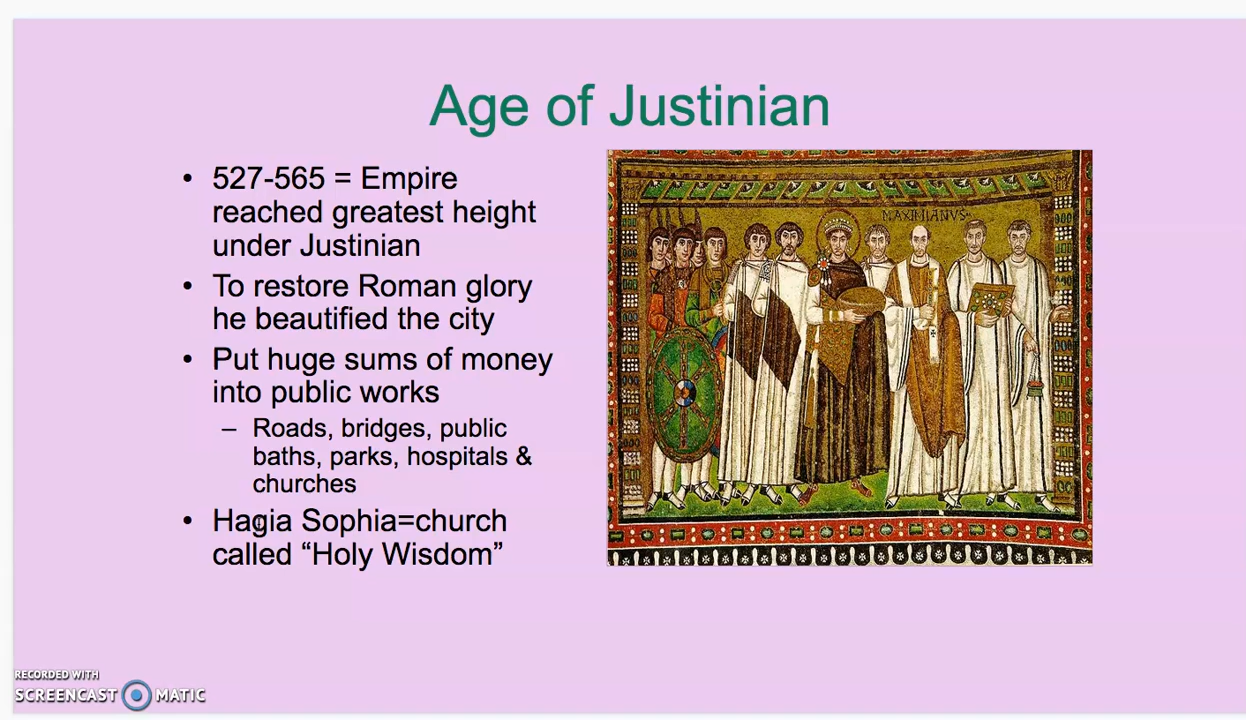 Age of Justinian
• 527-565 = Empire
reached greatest height
under Justinian
• To restore Roman glory
he beautified the city
• Put huge sums of money
into public works
– Roads, bridges, public
baths, parks, hospitals &
churches
• Hagia Sophia=church
called “Holy Wisdom”
MAXIMIANVS
RECORDED WITH
SCREENCAST MATIC